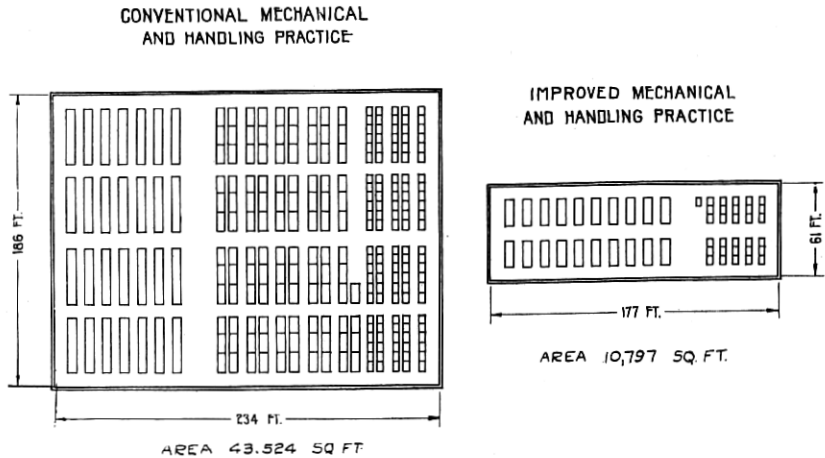 CONVENTIONAL MECHANICAL
AND HANDLING PRACTICE
186 FT.
234 FT.
AREA 43.524 SQ FT.
IMPROVED MECHANICAL
AND HANDLING PRACTICE
61 FT.
177 FT.
AREA 10,797 SQ. FT.